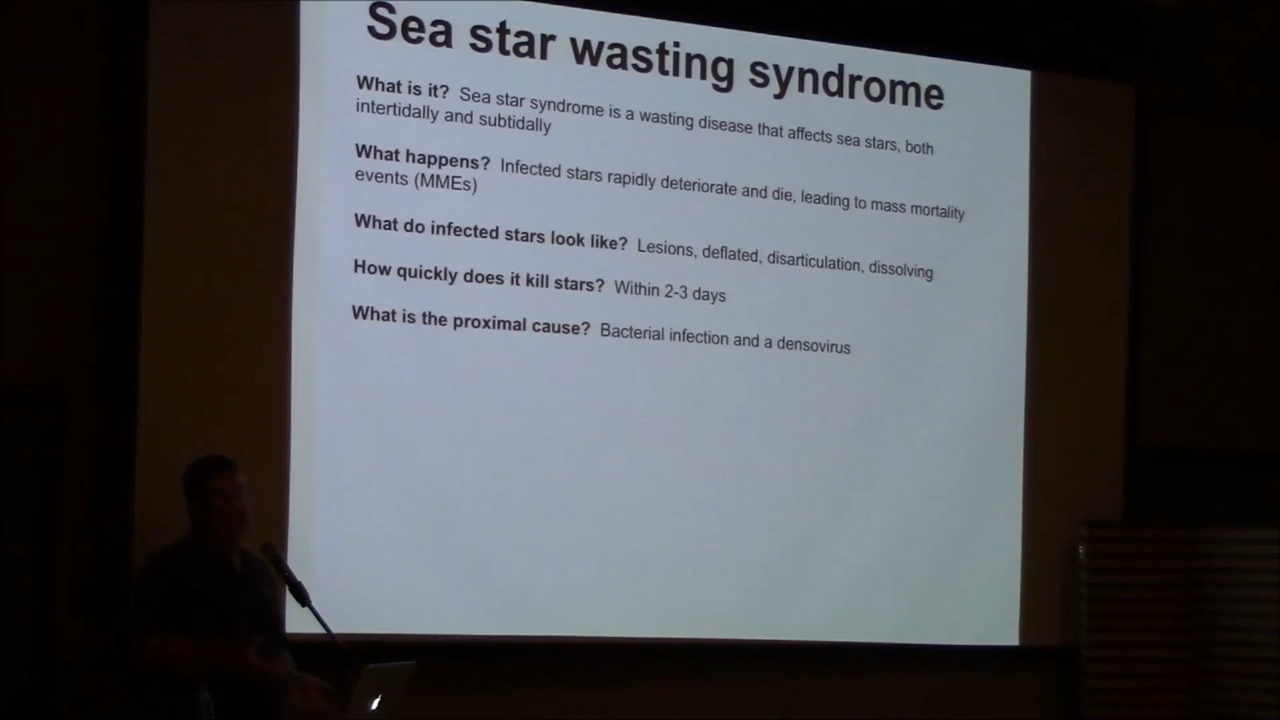 Sea star wasting syndrome
What is it? Sea star syndrome is a wasting disease that affects sea stars, both
intertidally and subtidally
What happens? Infected stars rapidly deteriorate and die, leading to mass mortality
events (MMEs)
What do infected stars look like? Lesions, deflated, disarticulation, dissolving
How quickly does it kill stars? Within 2-3 days
What is the proximal cause? Bacterial infection and a densovirus